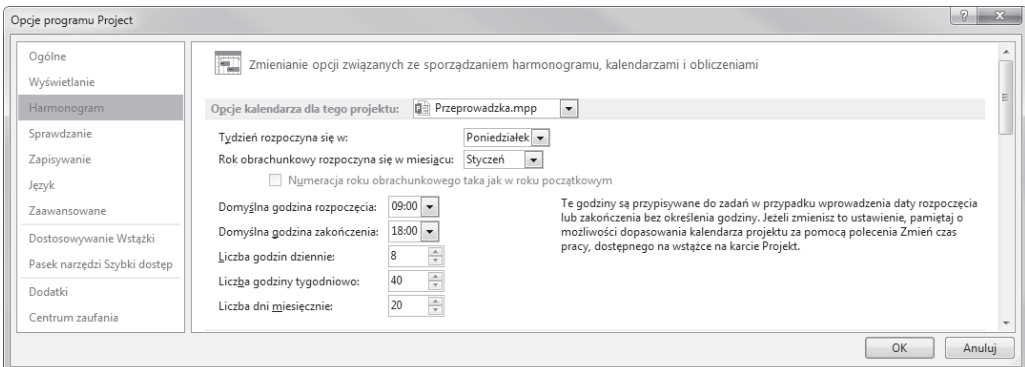 Opcje programu Project
Ogólne
Wyświetlanie
Harmonogram
Sprawdzanie
Zapisywanie
Język
Zaawansowane
Dostosowywanie Wstążki
Pasek narzędzi Szybki dostęp
Dodatki
Centrum zaufania
Zmienianie opcji związanych ze sporządzaniem harmonogramu, kalendarzami i obliczeniami
Opcje kalendarza dla tego projektu: Przeprowadzka.mpp
Tydzień rozpoczyna się w: Poniedziałek
Rok obrachunkowy rozpoczyna się w miesiącu: Styczeń
Numeracja roku obrachunkowego taka jak w roku początkowym
Domyślna godzina rozpoczęcia: 09:00
Domyślna godzina zakończenia: 18:00
Liczba godzin dziennie: 8
Liczba godziny tygodniowo: 40
Liczba dni miesięcznie: 20
Te godziny są przypisywane do zadań w przypadku wprowadzenia daty rozpoczęcia
lub zakończenia bez określenia godziny. Jeżeli zmienisz to ustawienie, pamiętaj o
możliwości dopasowania kalendarza projektu za pomocą polecenia Zmień czas
pracy, dostępnego na wstążce na karcie Projekt.
OK Anuluj